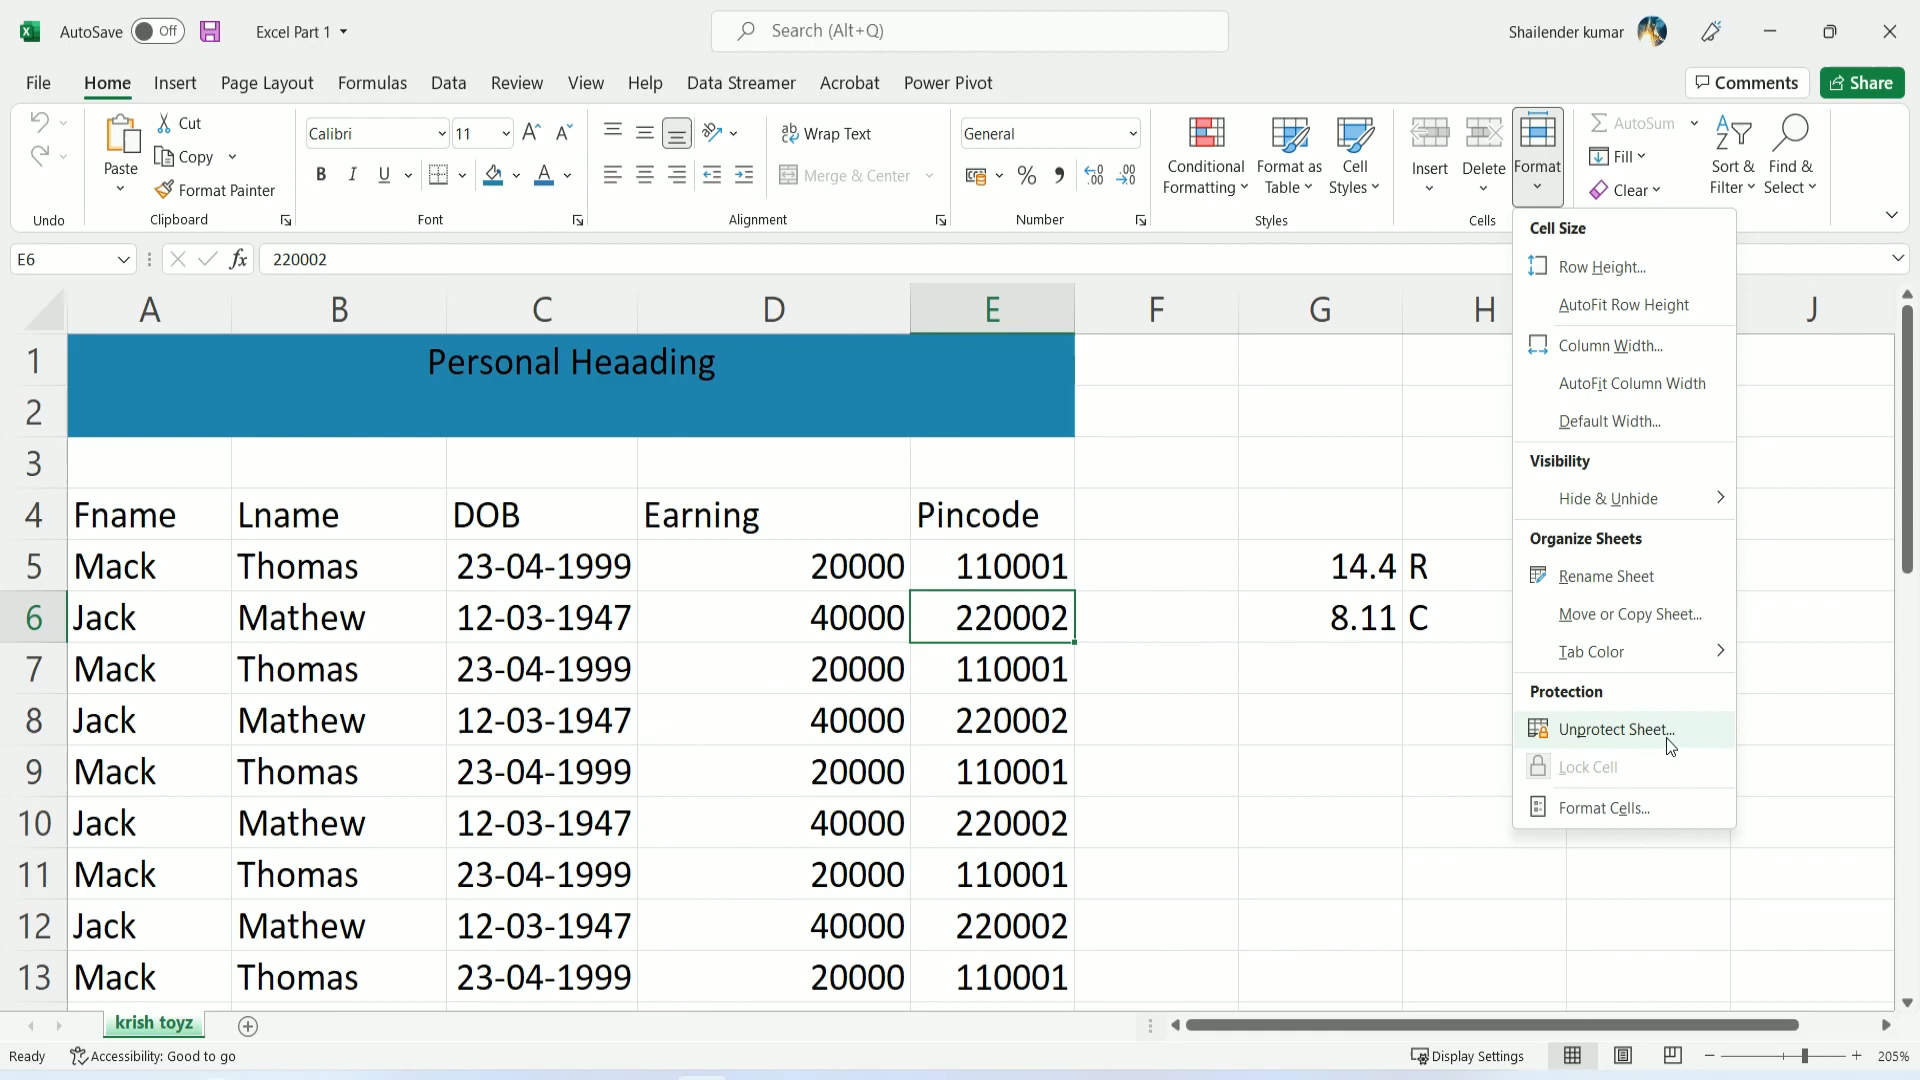 AutoSave Off Excel Part 1 Search (Alt+Q) Shailender kumar
File Home Insert Page Layout Formulas Data Review View Help Data Streamer Acrobat Power Pivot Comments Share
Paste Cut Copy Format Painter
Calibri 11
B I U A
Wrap Text
Merge & Center
General
%
Conditional Formatting
Format as Table
Cell Styles
Insert Delete Format
AutoSum
Fill
Clear
Sort & Filter
Find & Select
Undo Clipboard Font Alignment Number Styles Cells
E6 fx 220002
A B C D E F G H J
1 Personal Heaading
2
3
4 Fname Lname DOB Earning Pincode
5 Mack Thomas 23-04-1999 20000 110001 14.4 R
6 Jack Mathew 12-03-1947 40000 220002 8.11 C
7 Mack Thomas 23-04-1999 20000 110001
8 Jack Mathew 12-03-1947 40000 220002
9 Mack Thomas 23-04-1999 20000 110001
10 Jack Mathew 12-03-1947 40000 220002
11 Mack Thomas 23-04-1999 20000 110001
12 Jack Mathew 12-03-1947 40000 220002
13 Mack Thomas 23-04-1999 20000 110001
Cell Size
Row Height...
AutoFit Row Height
Column Width...
AutoFit Column Width
Default Width...
Visibility
Hide & Unhide
Organize Sheets
Rename Sheet
Move or Copy Sheet...
Tab Color
Protection
Unprotect Sheet...
Lock Cell
Format Cells...
krish toyz
Ready Accessibility: Good to go Display Settings 205%